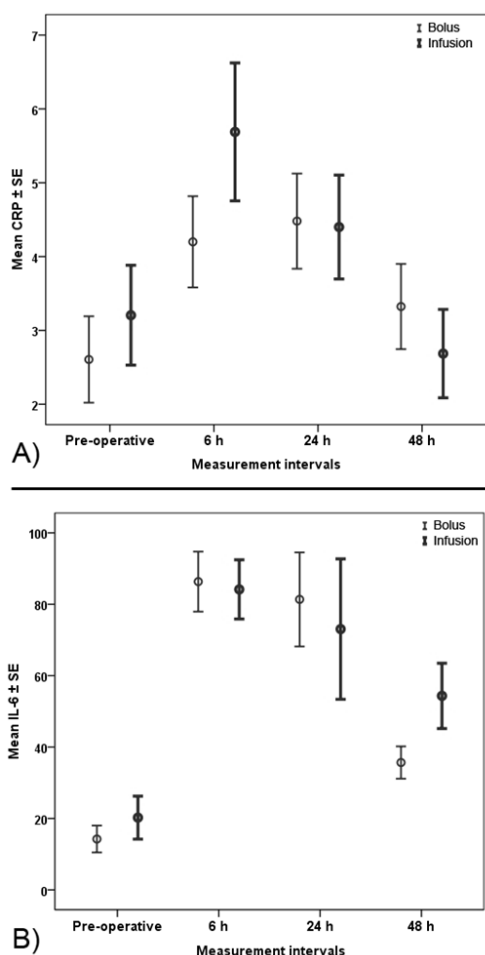 Bolus
Infusion
7
6
5
4
3
2
Mean CRP ± SE
Pre-operative 6 h 24 h 48 h
Measurement intervals
A)
Bolus
Infusion
100
80
60
40
20
0
Mean IL-6 ± SE
Pre-operative 6 h 24 h 48 h
Measurement intervals
B)